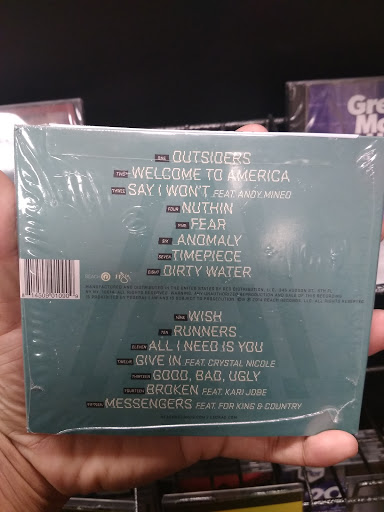 ONE OUTSIDERS
TWO WELCOME TO AMERICA
THREE SAY I WON'T FEAT. ANDY MINEO
FOUR NUTHIN
FIVE FEAR
SIX ANOMALY
SEVEN TIMEPIECE
EIGHT DIRTY WATER
NINE WISH
TEN RUNNERS
ELEVEN ALL I NEED IS YOU
TWELVE GIVE IN FEAT. CRYSTAL NICOLE
THIRTEEN GOOD, BAD, UGLY
FOURTEEN BROKEN FEAT. KARI JOBE
FIFTEEN MESSENGERS FEAT. FOR KING & COUNTRY
Gre
Mo